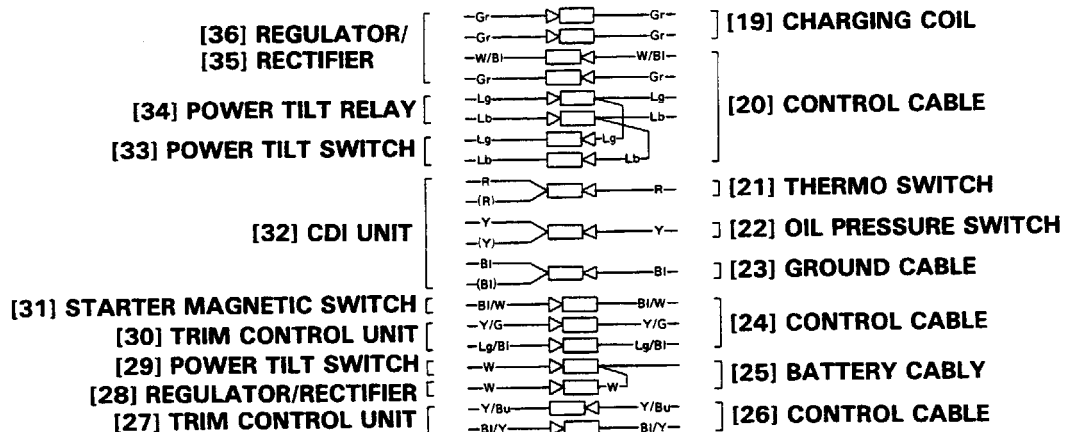 [36] REGULATOR/
[35] RECTIFIER
[34] POWER TILT RELAY
[33] POWER TILT SWITCH
[32] CDI UNIT
[31] STARTER MAGNETIC SWITCH
[30] TRIM CONTROL UNIT
[29] POWER TILT SWITCH
[28] REGULATOR/RECTIFIER
[27] TRIM CONTROL UNIT
Gr Gr
Gr Gr
W/Bl W/Bl
Gr Gr
Lg Lg
Lb Lb
Lg Lg
Lb Lb
R
(R) R
Y
(Y) Y
Bl
(Bl) Bl
Bl/W Bl/W
Y/G Y/G
Lg/Bl Lg/Bl
W
W W
Y/Bu Y/Bu
Bl/Y Bl/Y
[19] CHARGING COIL
[20] CONTROL CABLE
[21] THERMO SWITCH
[22] OIL PRESSURE SWITCH
[23] GROUND CABLE
[24] CONTROL CABLE
[25] BATTERY CABLY
[26] CONTROL CABLE